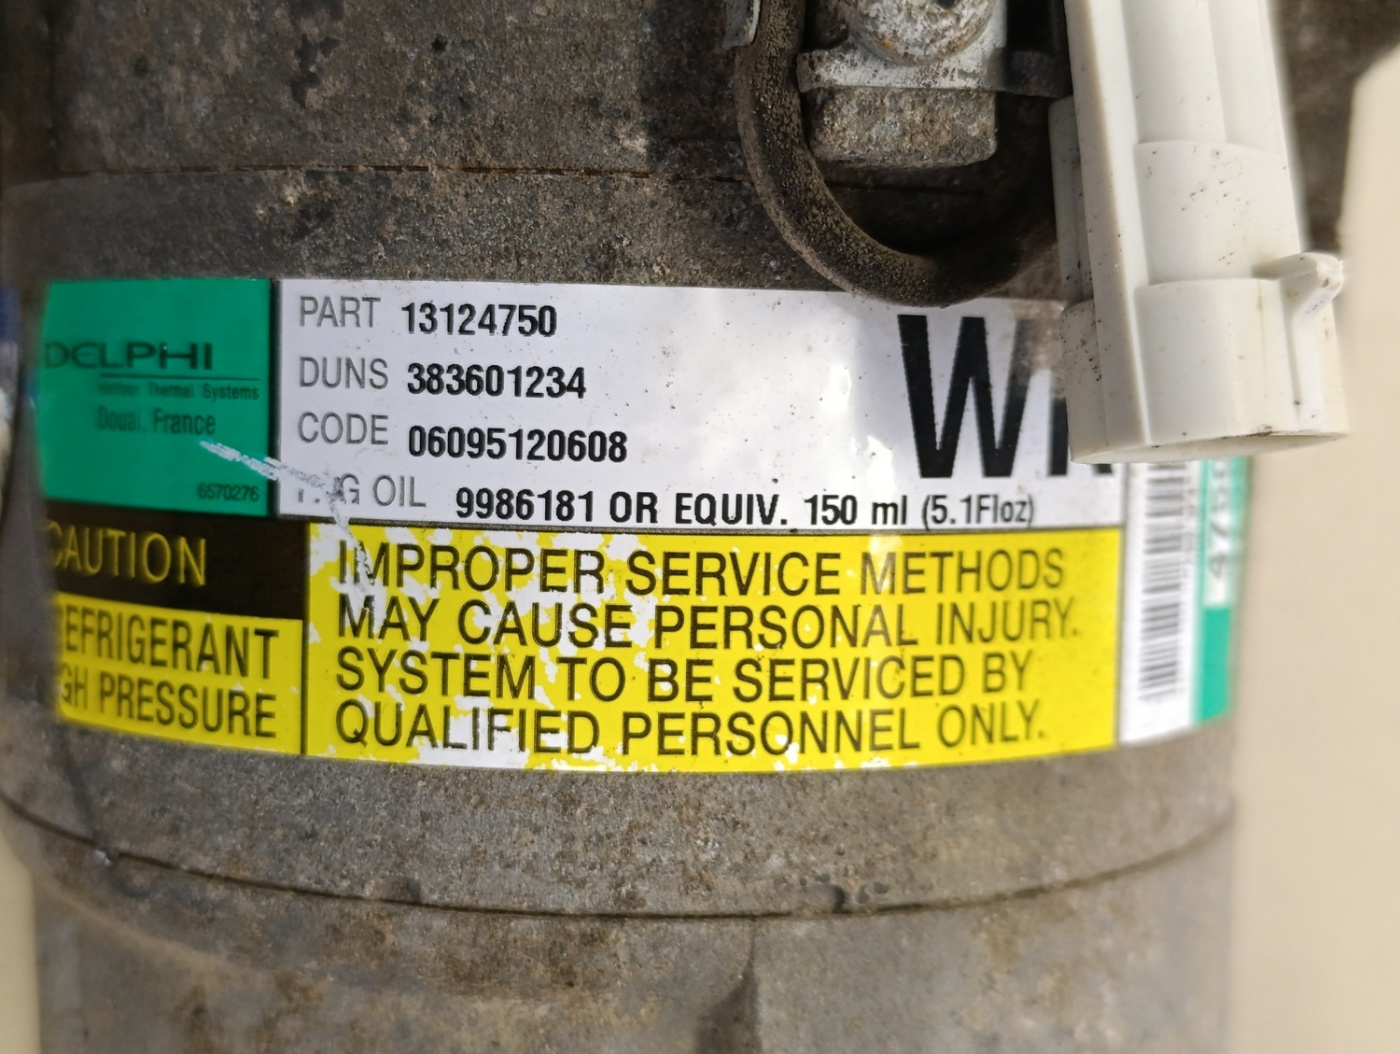 DELPHI
Harrison Thermal Systems
Douai, France
6570276
PART 13124750
DUNS 383601234
CODE 06095120608
OIL 9986181 OR EQUIV. 150 ml (5.1Floz)
CAUTION
REFRIGERANT
HIGH PRESSURE
IMPROPER SERVICE METHODS
MAY CAUSE PERSONAL INJURY.
SYSTEM TO BE SERVICED BY
QUALIFIED PERSONNEL ONLY.